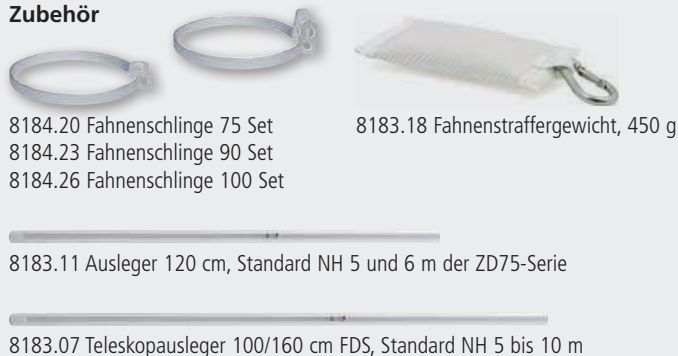 Zubehör
8184.20 Fahnenschlinge 75 Set
8184.23 Fahnenschlinge 90 Set
8184.26 Fahnenschlinge 100 Set
8183.18 Fahnenstraffergewicht, 450 g
8183.11 Ausleger 120 cm, Standard NH 5 und 6 m der ZD75-Serie
8183.07 Teleskopausleger 100/160 cm FDS, Standard NH 5 bis 10 m